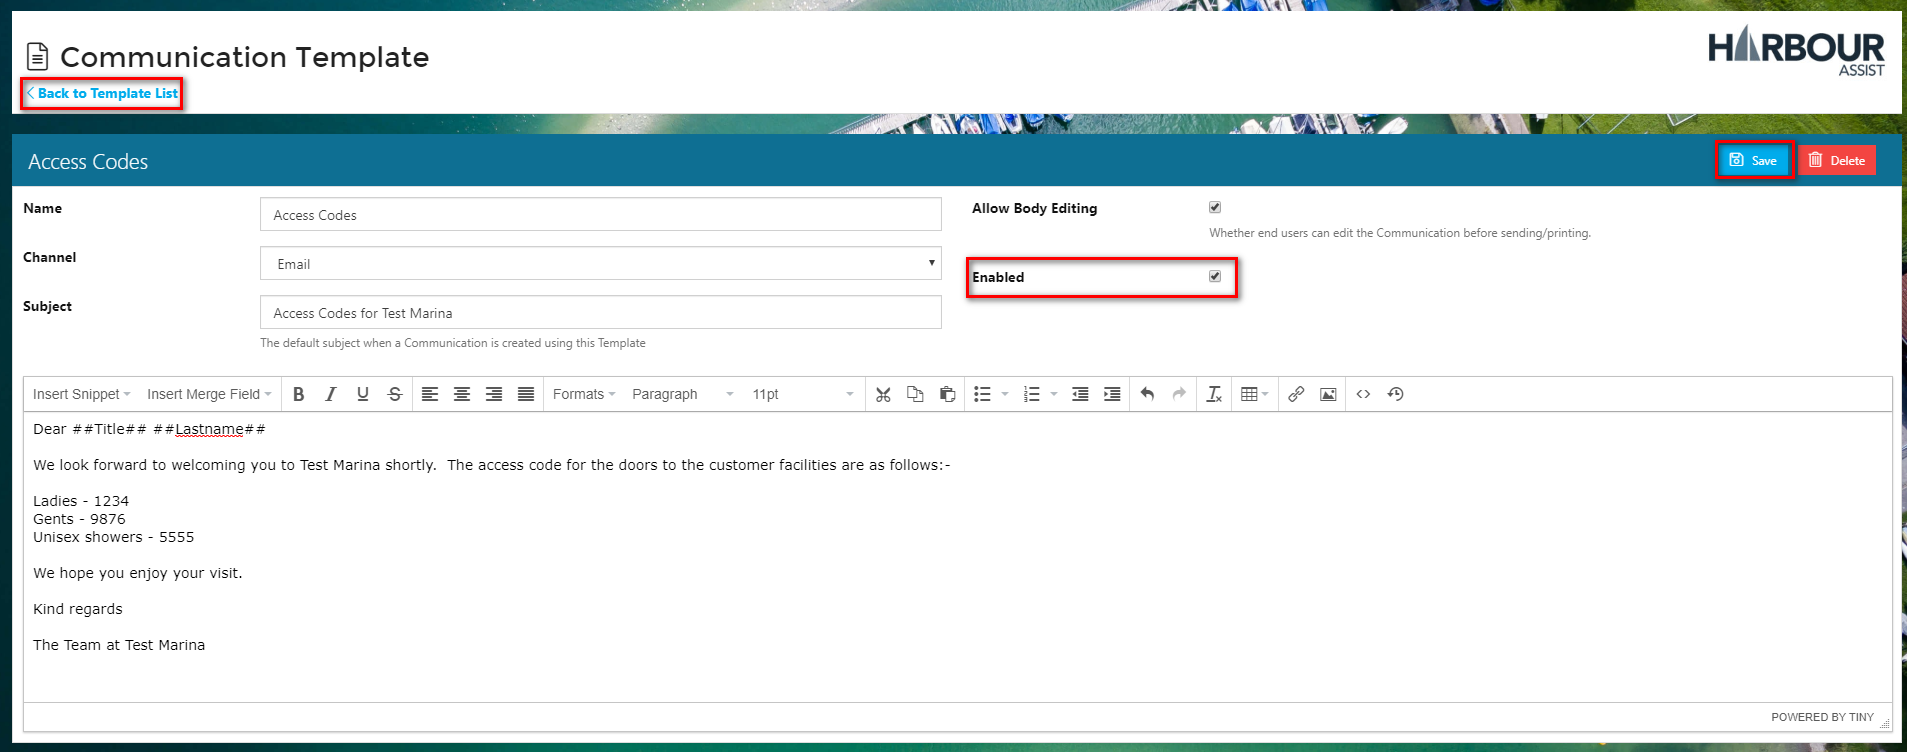 Communication Template
HARBOUR
ASSIST
Back to Template List
Access Codes
Save
Delete
Name
Access Codes
Allow Body Editing
Whether end users can edit the Communication before sending/printing.
Channel
Email
Enabled
Subject
Access Codes for Test Marina
The default subject when a Communication is created using this Template
Insert Snippet Insert Merge Field B I U S Formats Paragraph 11pt
Dear ##Title## ##Lastname##
We look forward to welcoming you to Test Marina shortly.  The access code for the doors to the customer facilities are as follows:-
Ladies - 1234
Gents - 9876
Unisex showers - 5555
We hope you enjoy your visit.
Kind regards
The Team at Test Marina
POWERED BY TINY